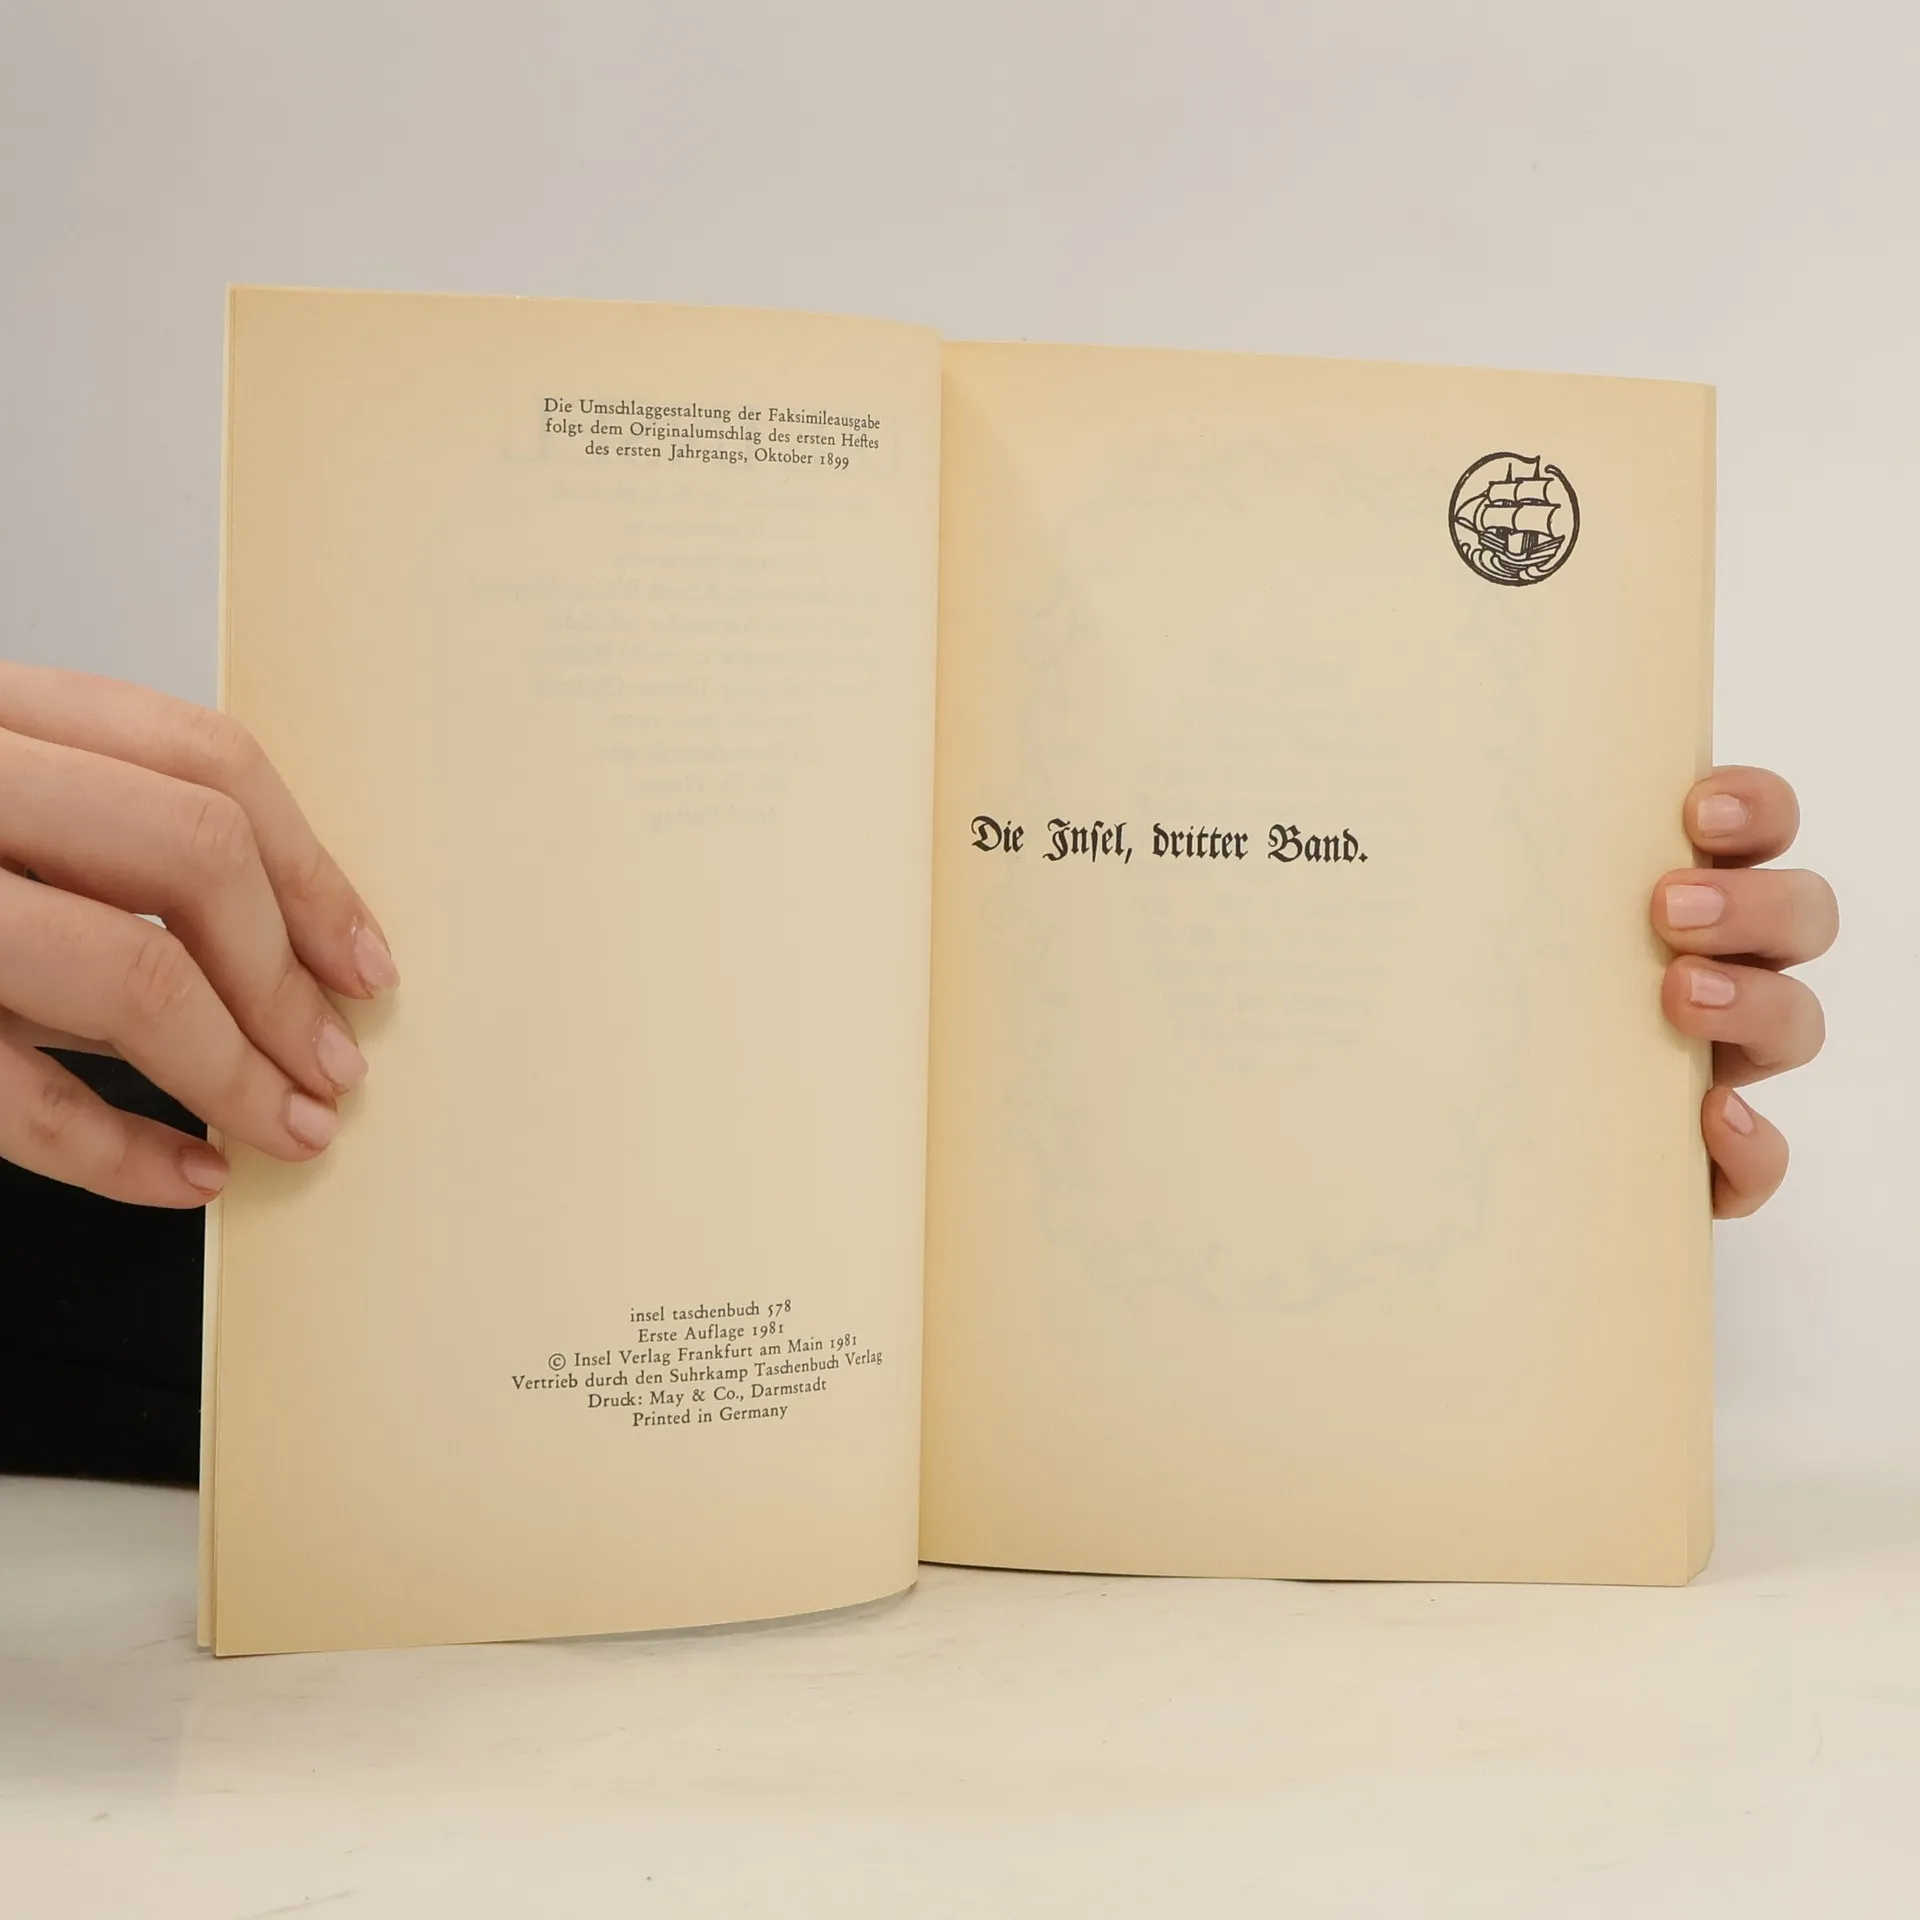 Die Umschlaggestaltung der Faksimileausgabe
folgt dem Originalumschlag des ersten Heftes
des ersten Jahrgangs, Oktober 1899
insel taschenbuch 578
Erste Auflage 1981
© Insel Verlag Frankfurt am Main 1981
Vertrieb durch den Suhrkamp Taschenbuch Verlag
Druck: May & Co., Darmstadt
Printed in Germany
Die Inſel, dritter Band.